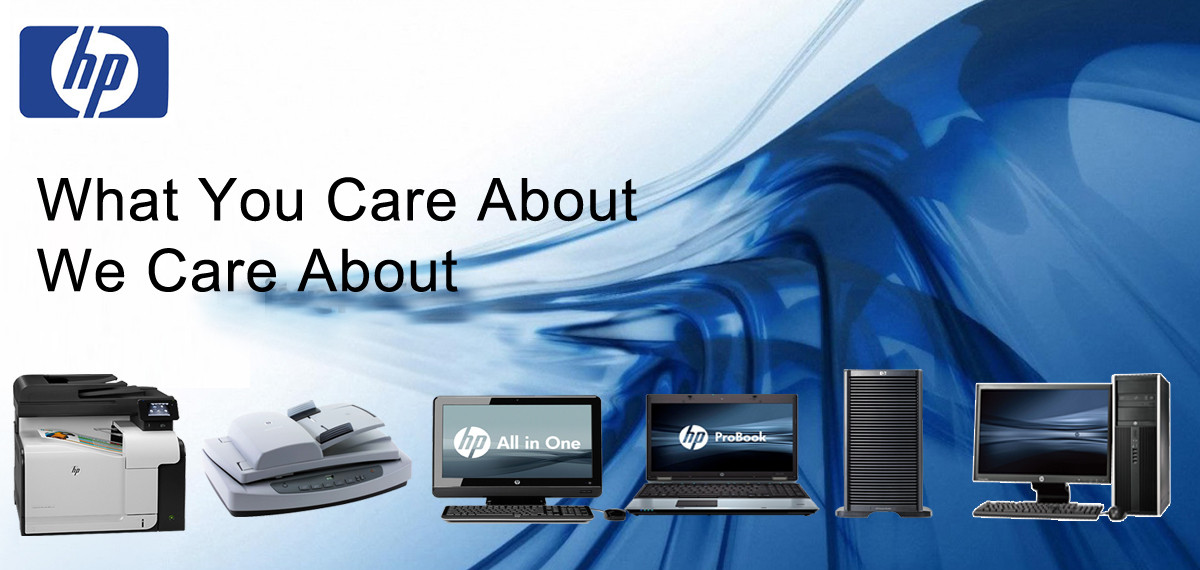 hp
What You Care About
We Care About
hp
hp All in One
hp ProBook